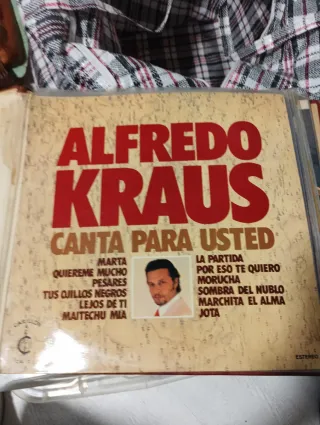 ALFREDO
KRAUS
CANTA PARA USTED
MARTA
QUIEREME MUCHO
PESARES
TUS OJILLOS NEGROS
LEJOS DE TI
MAITECHU MIA
LA PARTIDA
POR ESO TE QUIERO
MORUCHA
SOMBRA DEL NUBLO
MARCHITA EL ALMA
JOTA
ESTEREO